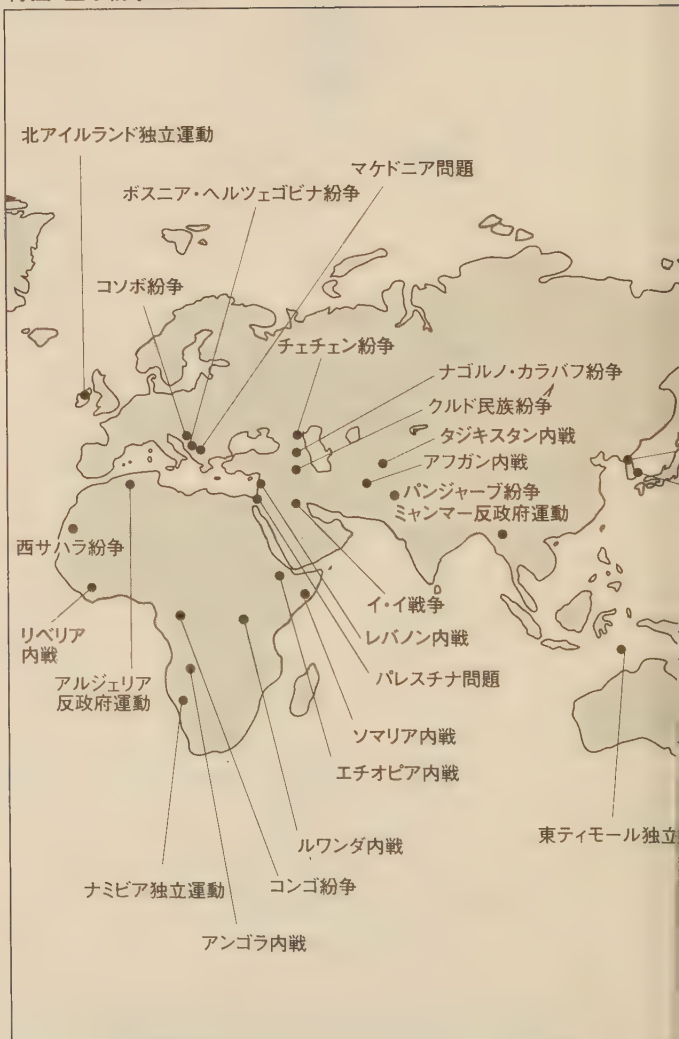 北アイルランド独立運動
マケドニア問題
ボスニア・ヘルツェゴビナ紛争
コソボ紛争
チェチェン紛争
ナゴルノ・カラバフ紛争
クルド民族紛争
タジキスタン内戦
アフガン内戦
パンジャーブ紛争
ミャンマー反政府運動
西サハラ紛争
イ・イ戦争
リベリア
内戦
レバノン内戦
アルジェリア
反政府運動
パレスチナ問題
ソマリア内戦
エチオピア内戦
東ティモール独立
ルワンダ内戦
ナミビア独立運動
コンゴ紛争
アンゴラ内戦